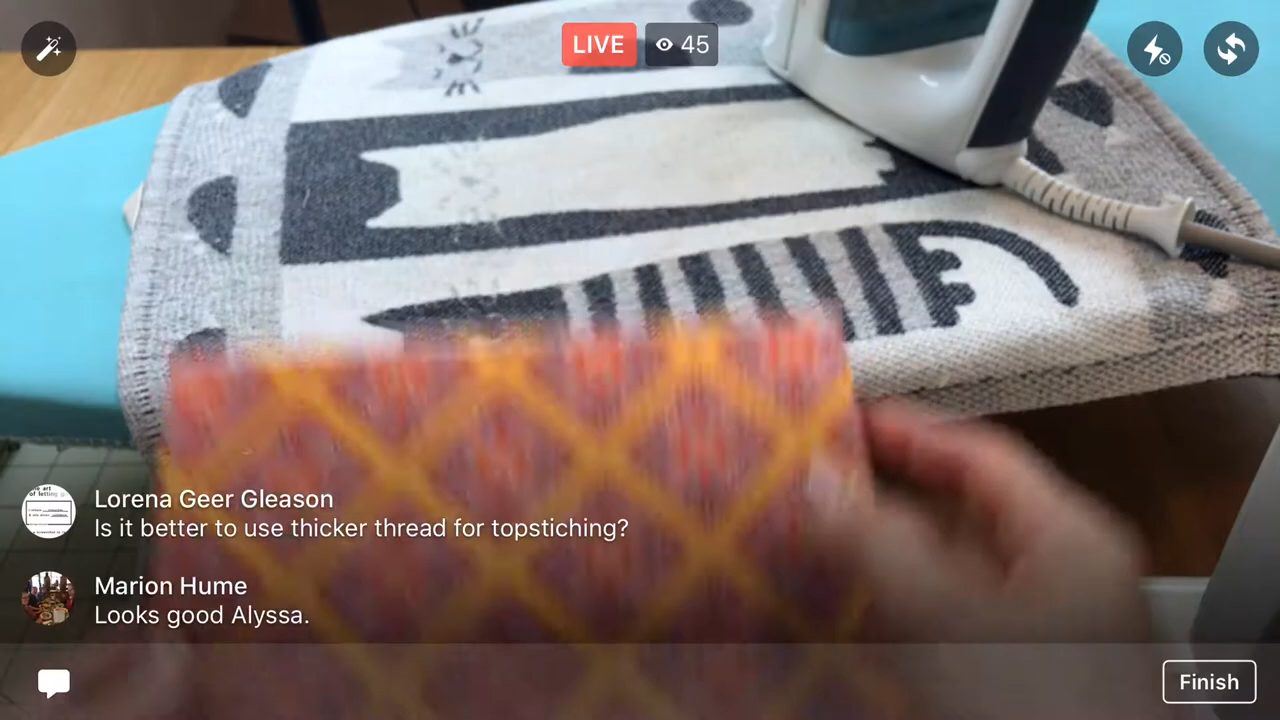 LIVE 45
Lorena Geer Gleason
Is it better to use thicker thread for topstiching?
Marion Hume
Looks good Alyssa.
Finish